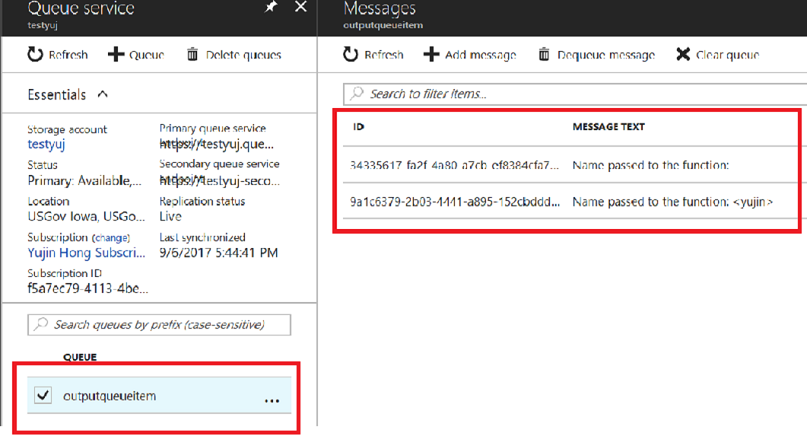 Queue service
testyuj
Refresh Queue Delete queues
Essentials
Storage account
testyuj
Primary queue service
https://testyuj.que...
Status
Primary: Available,...
Secondary queue service
https://testyuj-seco...
Location
USGov Iowa, USGo...
Replication status
Live
Subscription (change)
Yujin Hong Subscri...
Last synchronized
9/6/2017 5:44:41 PM
Subscription ID
f5a7ec79-4113-4be...
Search queues by prefix (case-sensitive)
QUEUE
outputqueueitem ...
Messages
outputqueueitem
Refresh Add message Dequeue message Clear queue
Search to filter items...
ID MESSAGE TEXT
34335617-fa2f-4a80-a7cb-ef8384cfa7... Name passed to the function:
9a1c6379-2b03-4441-a895-152cbddd... Name passed to the function: <yujin>